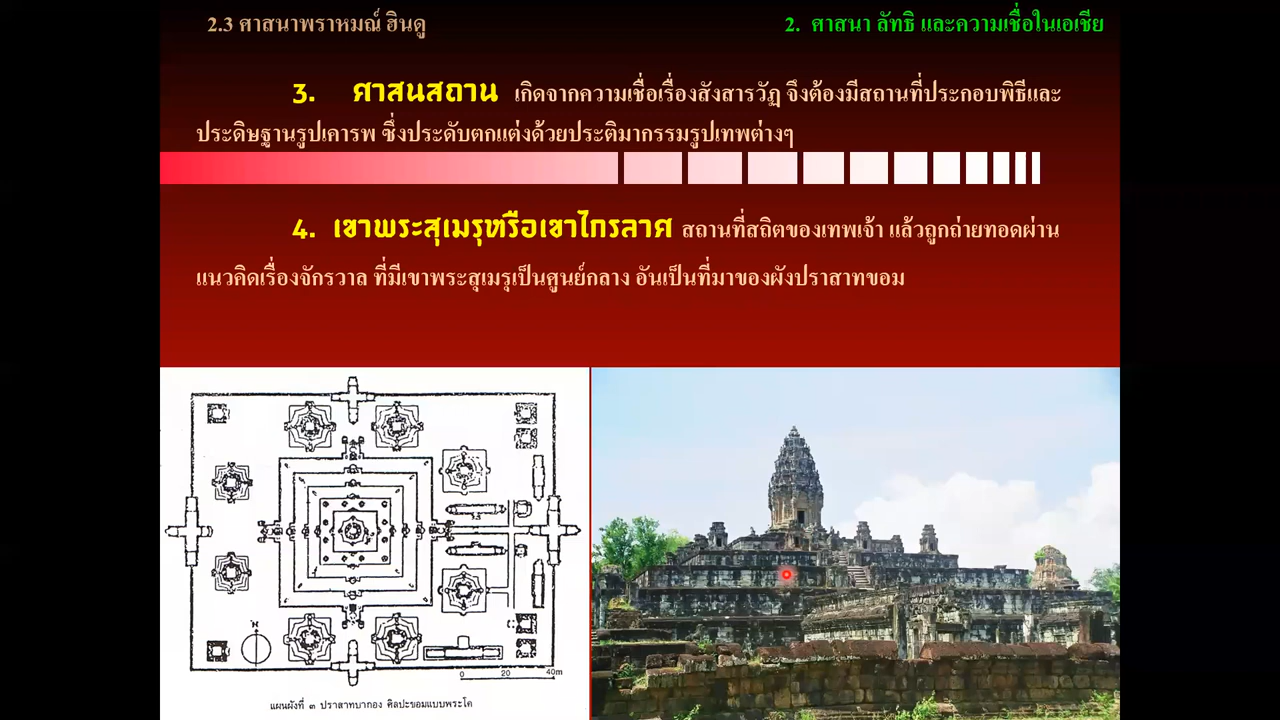 2.3 ศาสนาพราหมณ์ ฮินดู
2. ศาสนา ลัทธิ และความเชื่อในเอเชีย
3. ศาสนสถาน เกิดจากความเชื่อเรื่องสังสารวัฏ จึงต้องมีสถานที่ประกอบพิธีและ
ประดิษฐานรูปเคารพ ซึ่งประดับตกแต่งด้วยประติมากรรมรูปเทพต่างๆ
4. เขาพระสุเมรุหรือเขาไกรลาศ สถานที่สถิตของเทพเจ้า แล้วถูกถ่ายทอดผ่าน
แนวคิดเรื่องจักรวาล ที่มีเขาพระสุเมรุเป็นศูนย์กลาง อันเป็นที่มาของผังปราสาทขอม
N
0 20 40m
แผนผังที่ ๓ ปราสาทบากอง ศิลปะขอมแบบพระโค